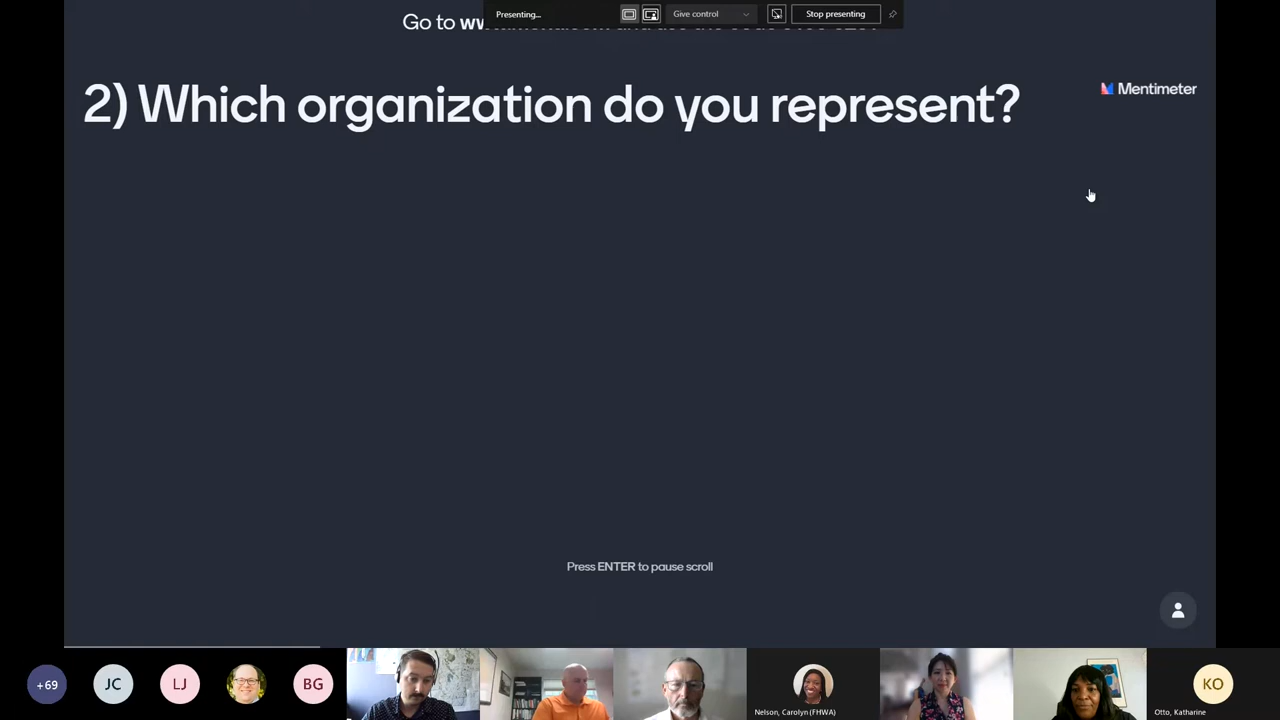 Presenting...
Give control
Stop presenting
Go to
2) Which organization do you represent?
Mentimeter
Press ENTER to pause scroll
+69
JC
LJ
BG
Nelson, Carolyn (FHWA)
KO
Otto, Katharine